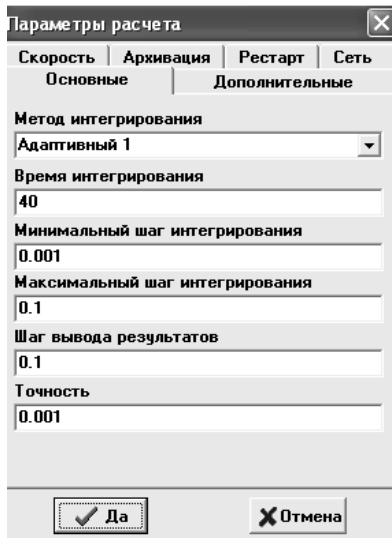 Параметры расчета
Скорость Архивация Рестарт Сеть
Основные Дополнительные
Метод интегрирования
Адаптивный 1
Время интегрирования
40
Минимальный шаг интегрирования
0.001
Максимальный шаг интегрирования
0.1
Шаг вывода результатов
0.1
Точность
0.001
Да Отмена